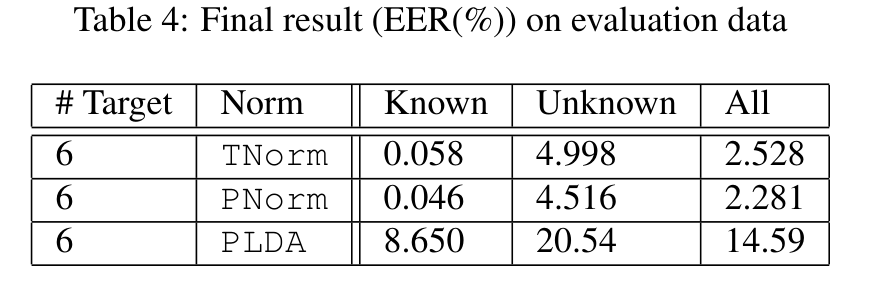 Table 4: Final result (EER(%)) on evaluation data
# Target Norm Known Unknown All
6 TNorm 0.058 4.998 2.528
6 PNorm 0.046 4.516 2.281
6 PLDA 8.650 20.54 14.59